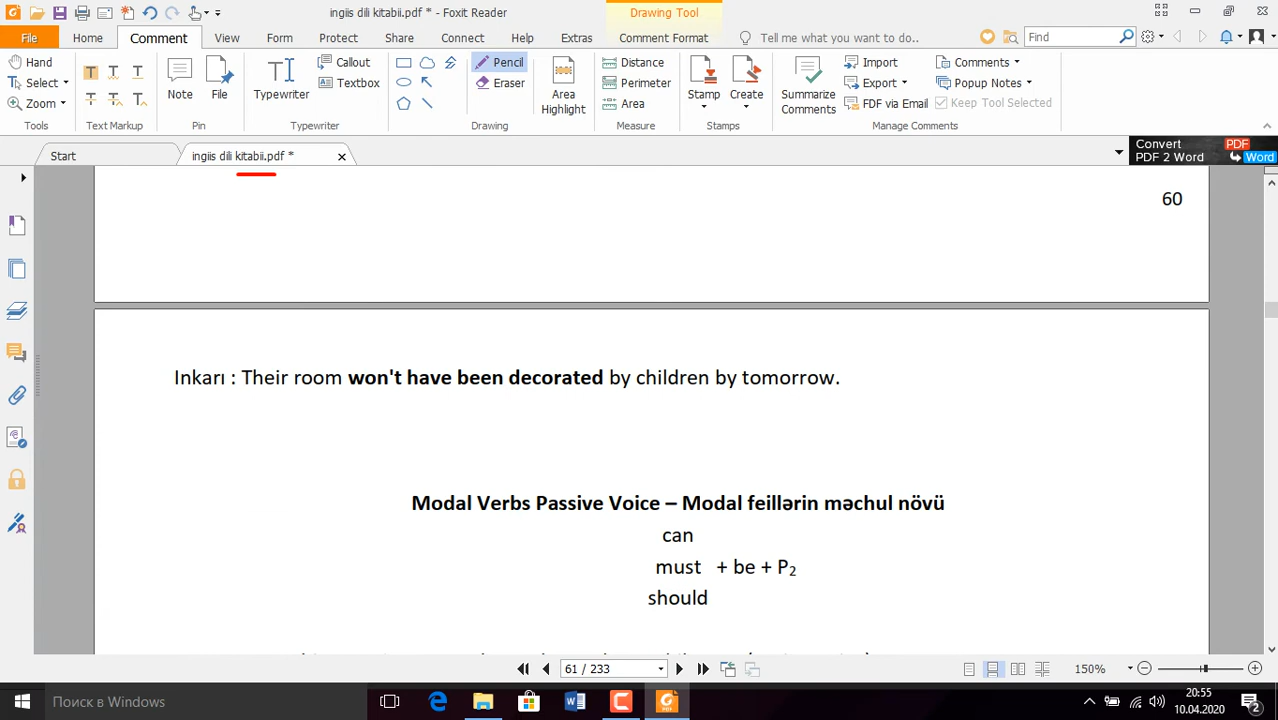 ingiis dili kitabii.pdf * - Foxit Reader
Drawing Tool
File Home Comment View Form Protect Share Connect Help Extras Comment Format Tell me what you want to do... Find
Hand
Select
Zoom
Tools
Text Markup
Note
File
Pin
Typewriter
Callout
Textbox
Typewriter
Pencil
Eraser
Drawing
Area
Highlight
Distance
Perimeter
Area
Measure
Stamp
Create
Stamps
Summarize
Comments
Import
Export
FDF via Email
Comments
Popup Notes
Keep Tool Selected
Manage Comments
Start
ingiis dili kitabii.pdf *
Convert
PDF 2 Word
PDF
Word
60
Inkarı : Their room won't have been decorated by children by tomorrow.
Modal Verbs Passive Voice – Modal feillərin məchul növü
can
must + be + P2
should
61 / 233
150%
Поиск в Windows
20:55
10.04.2020
2